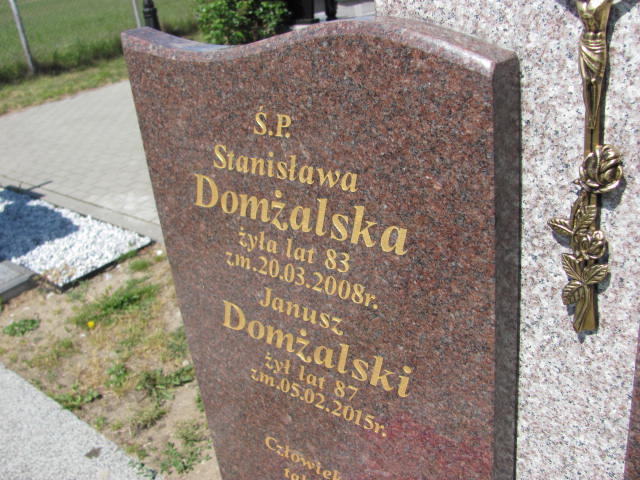 Ś.P.
Stanisława
Domżalska
żyła lat 83
zm.20.03.2008r.
Janusz
Domżalski
żył lat 87
zm.05.02.2015r.
Człowiek